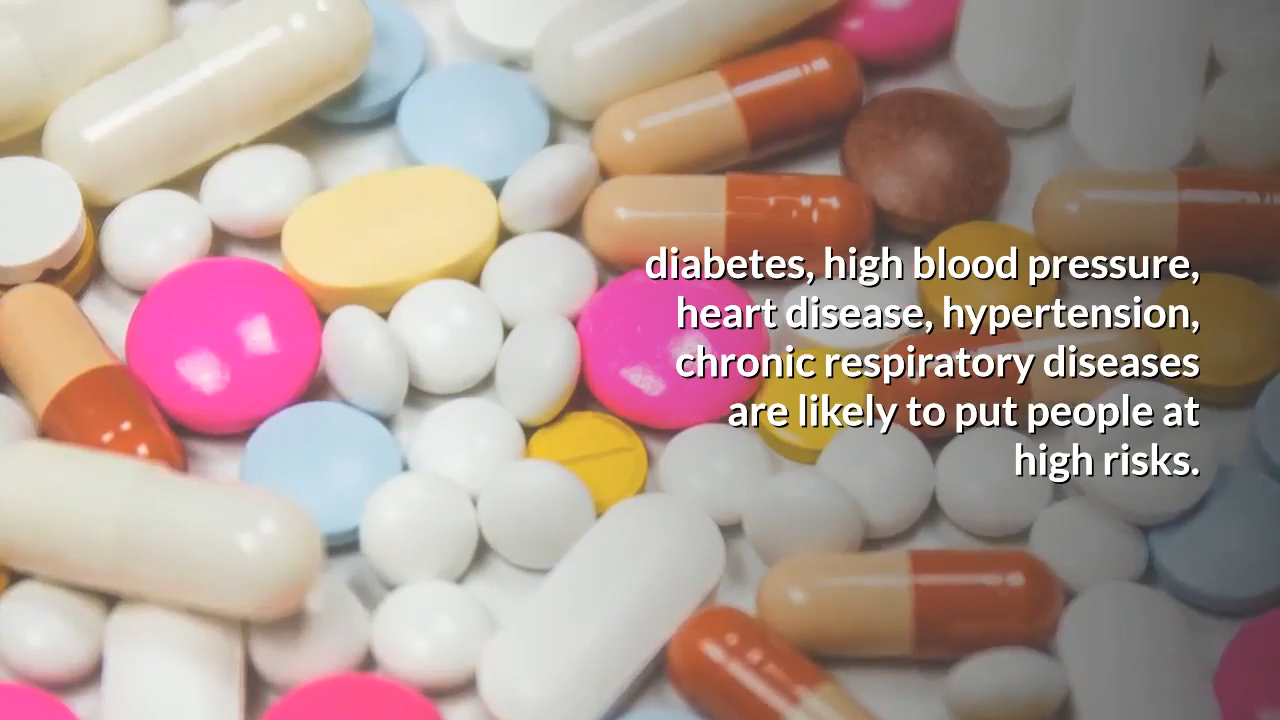 diabetes, high blood pressure,
heart disease, hypertension,
chronic respiratory diseases
are likely to put people at
high risks.